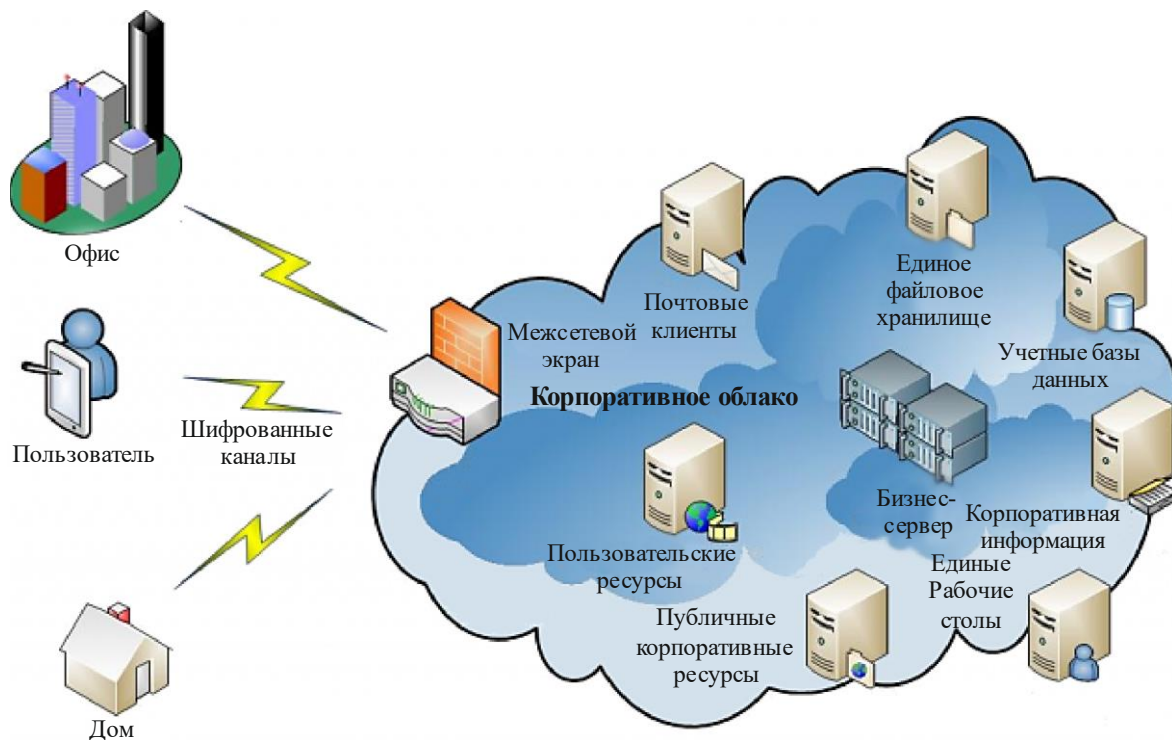 Офис
Пользователь
Шифрованные
каналы
Дом
Межсетевой
экран
Корпоративное облако
Почтовые
клиенты
Единое
файловое
хранилище
Учетные базы
данных
Бизнес-
сервер
Корпоративная
информация
Пользовательские
ресурсы
Единые
Рабочие
столы
Публичные
корпоративные
ресурсы